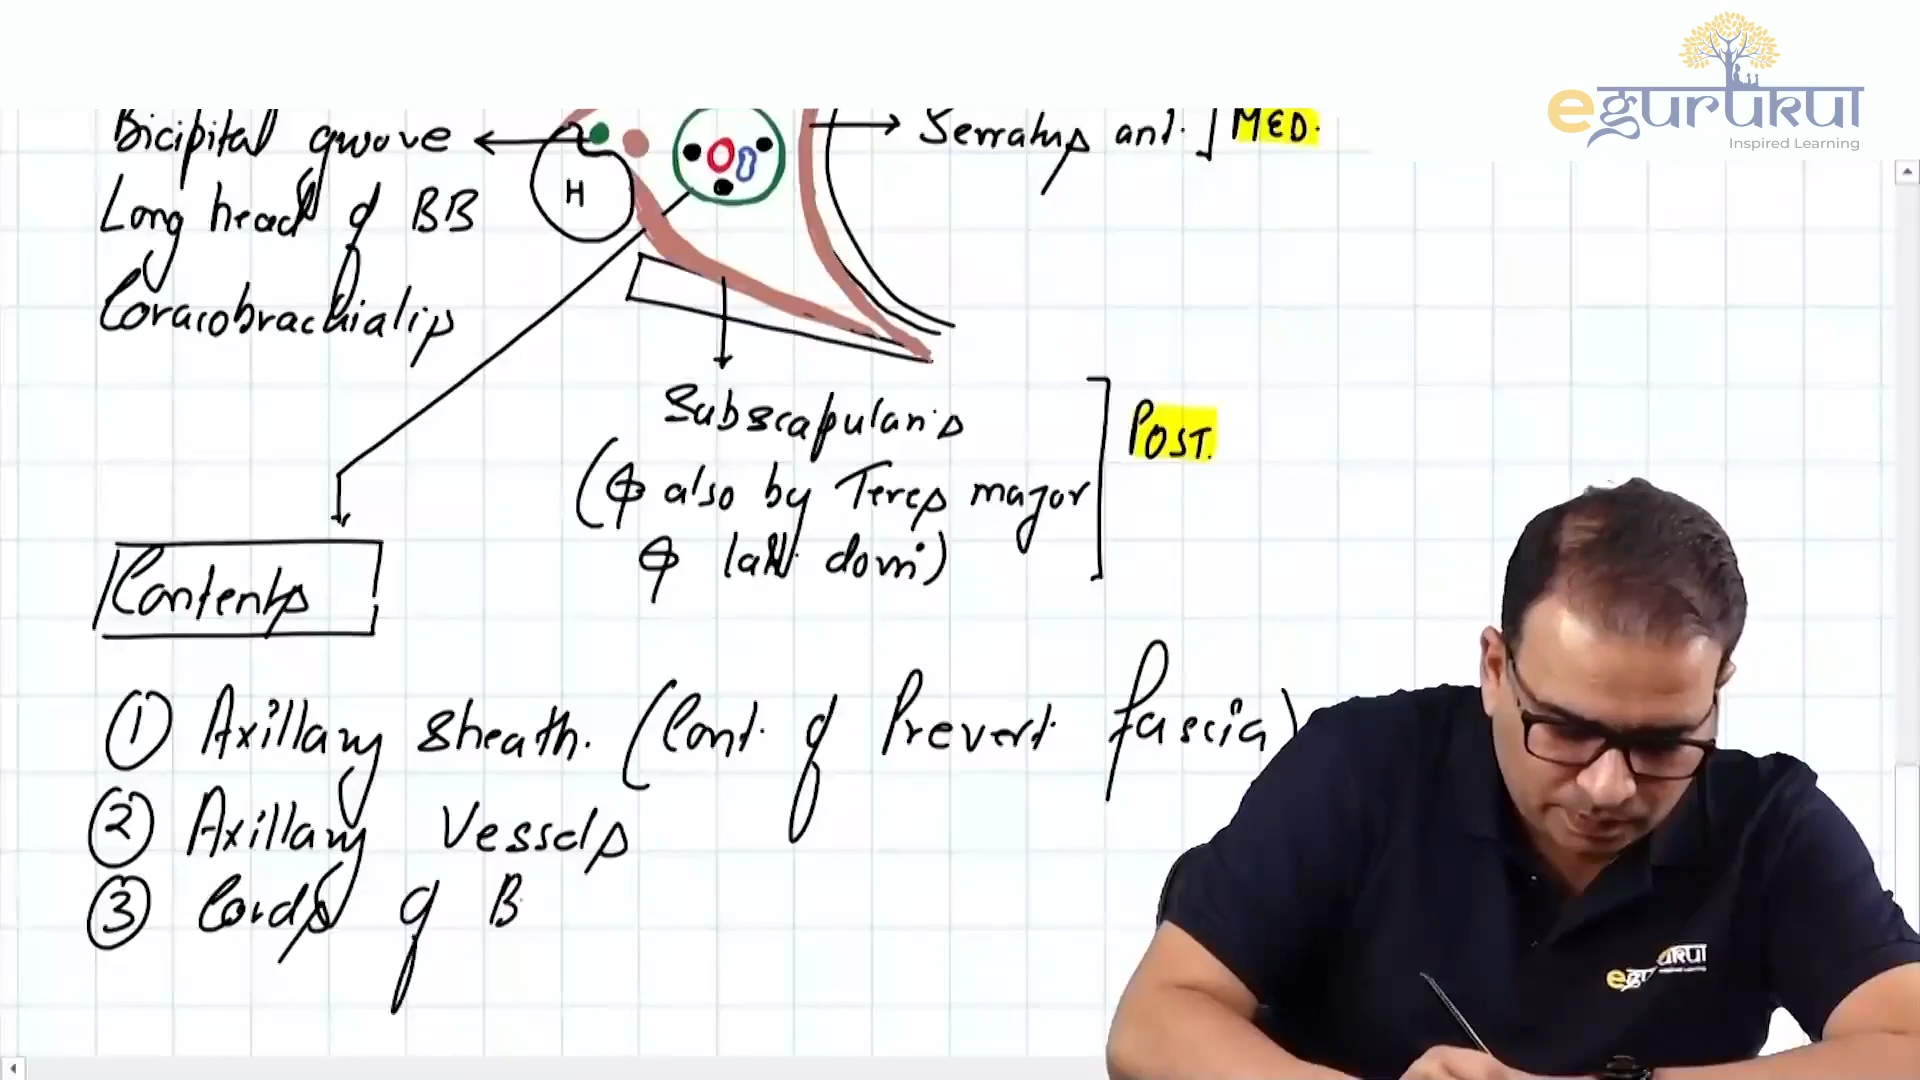 egurukul
Inspired Learning
Bicipital groove
Serratus ant. ] MED.
H
Long head of BB
Coracobrachialis
Subscapularis
(& also by Teres major
& latt. dorsi)
POST.
Contents
① Axillary sheath. (Cont. of Prevert. fascia)
② Axillary Vessels
③ Cords of B
egurukul